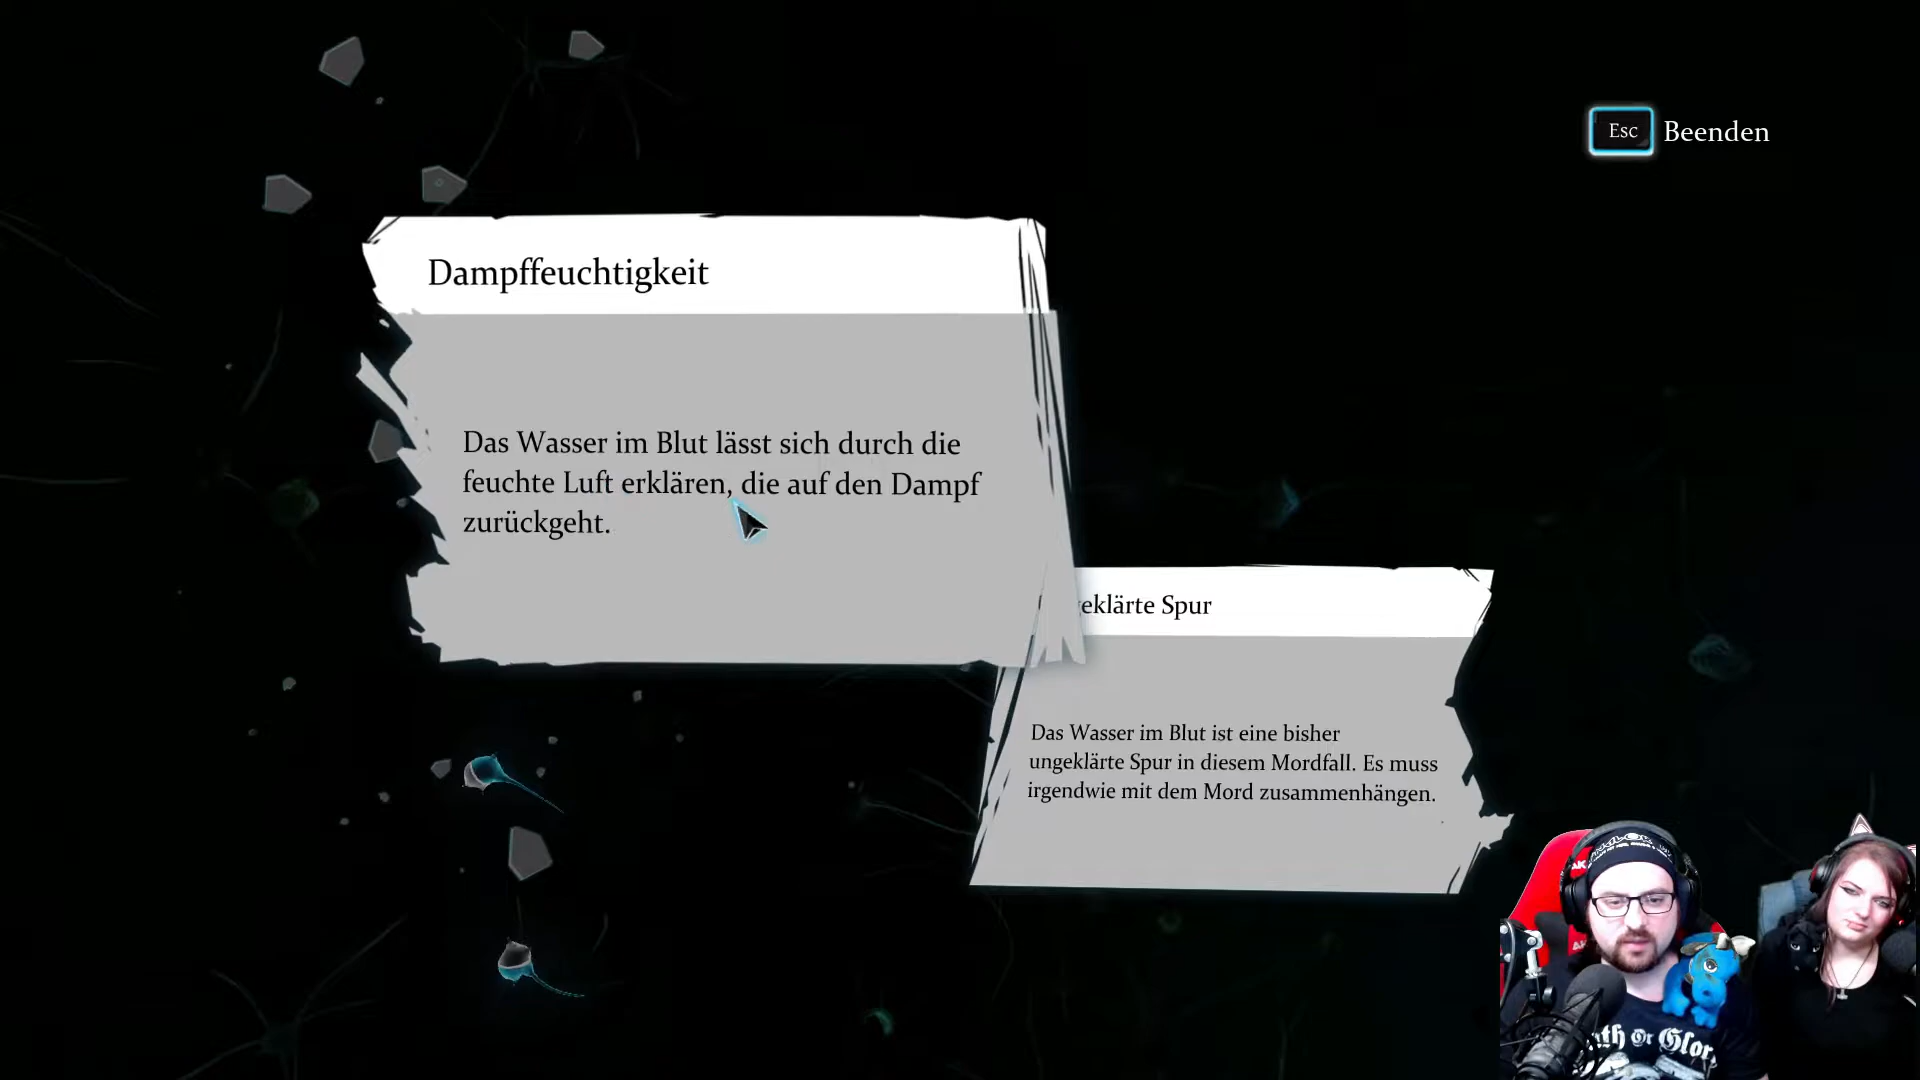 Esc Beenden
Dampffeuchtigkeit
Das Wasser im Blut lässt sich durch die
feuchte Luft erklären, die auf den Dampf
zurückgeht.
eklärte Spur
Das Wasser im Blut ist eine bisher
ungeklärte Spur in diesem Mordfall. Es muss
irgendwie mit dem Mord zusammenhängen.
Or Glor